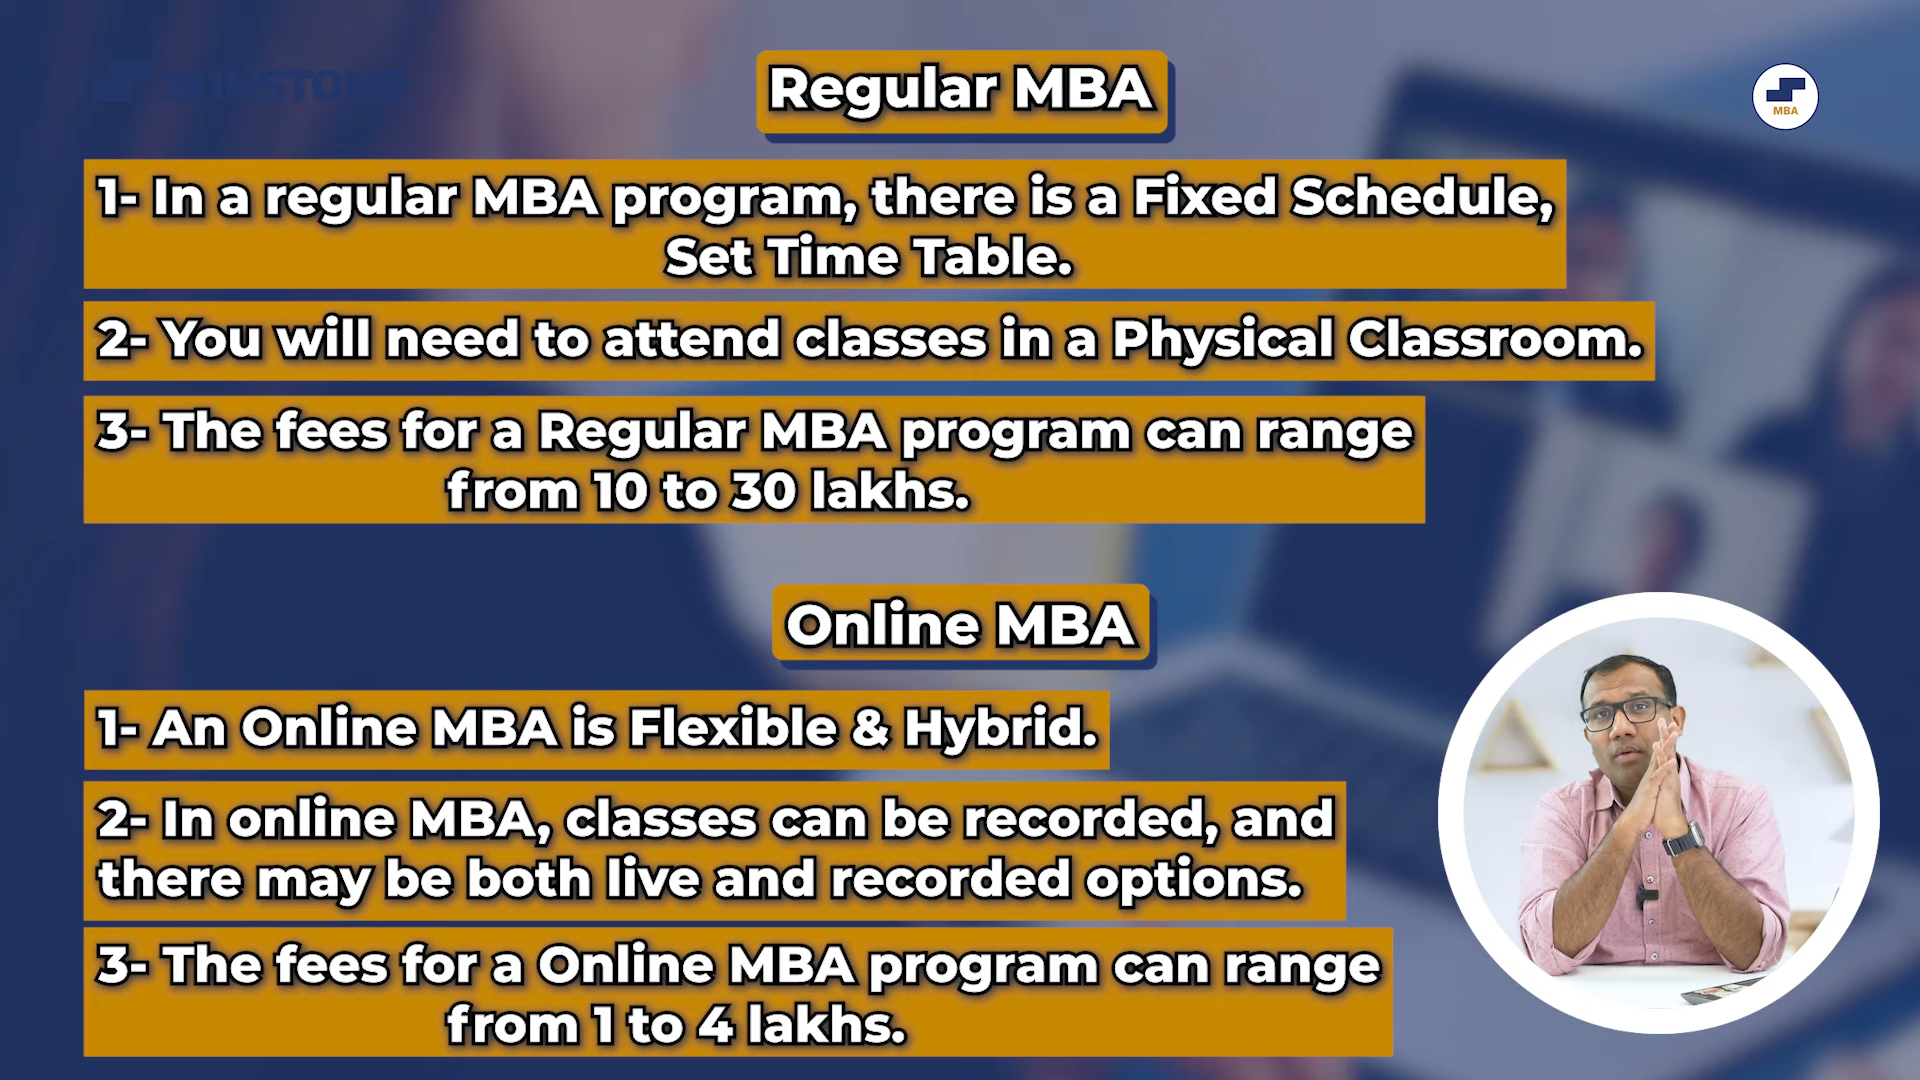 Regular MBA
MBA
1- In a regular MBA program, there is a Fixed Schedule,
Set Time Table.
2- You will need to attend classes in a Physical Classroom.
3- The fees for a Regular MBA program can range
from 10 to 30 lakhs.
Online MBA
1- An Online MBA is Flexible & Hybrid.
2- In online MBA, classes can be recorded, and
there may be both live and recorded options.
3- The fees for a Online MBA program can range
from 1 to 4 lakhs.